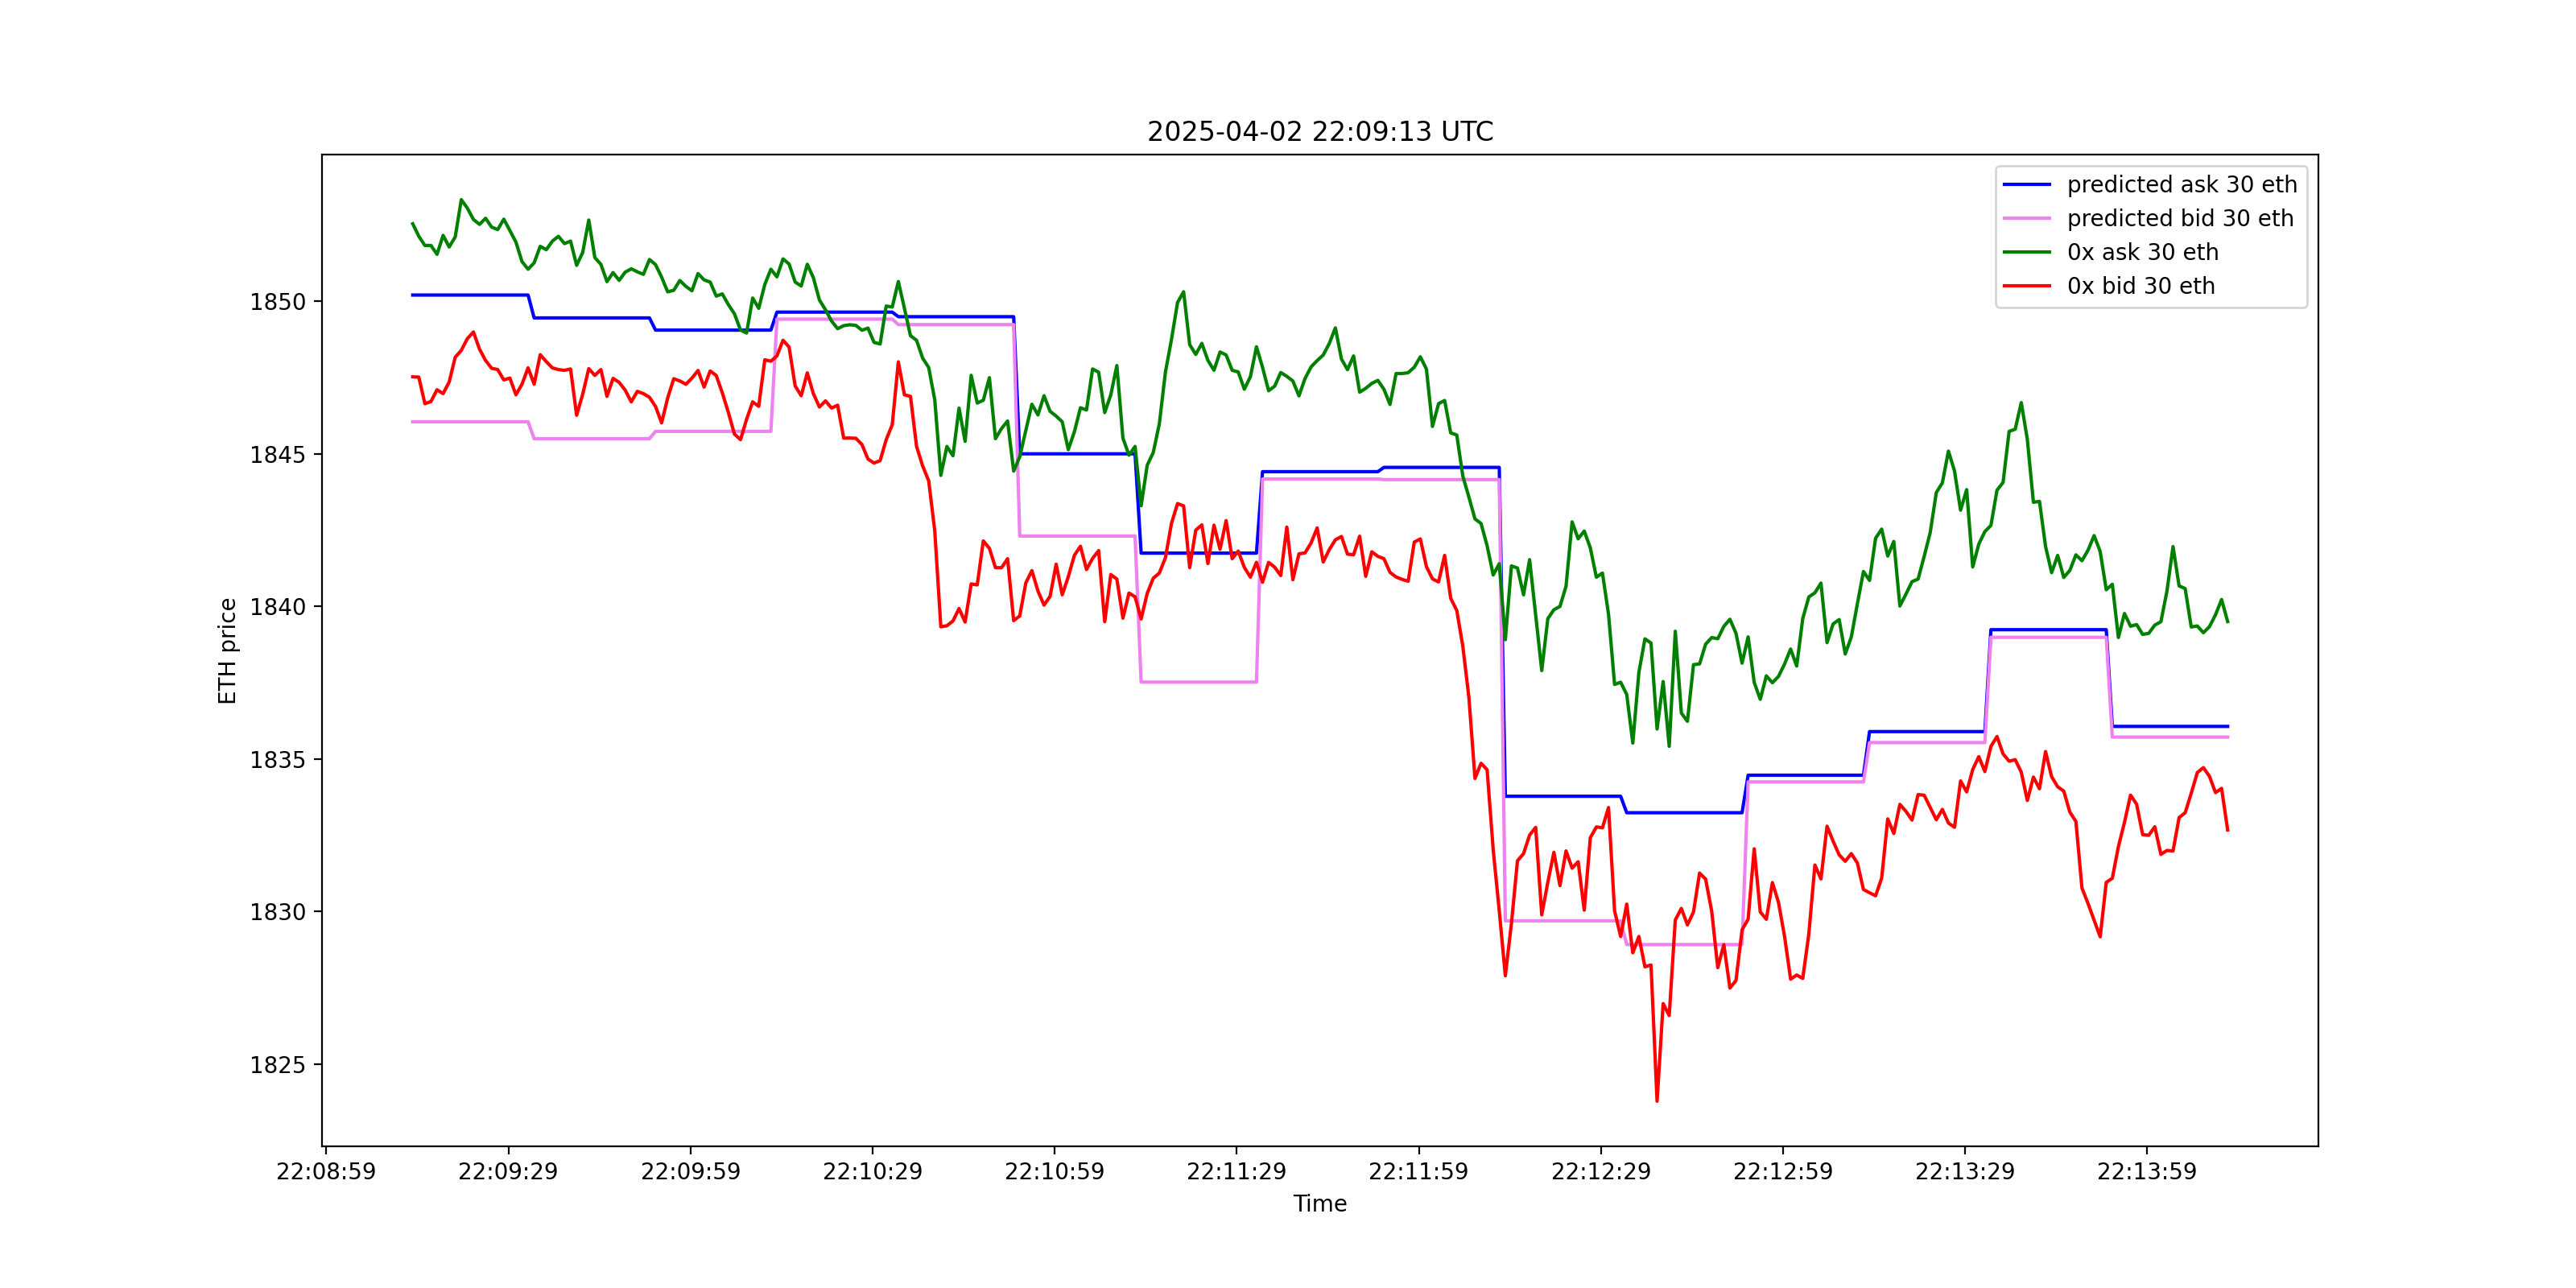 2025-04-02 22:09:13 UTC
predicted ask 30 eth
predicted bid 30 eth
0x ask 30 eth
0x bid 30 eth
ETH price
1850
1845
1840
1835
1830
1825
22:08:59 22:09:29 22:09:59 22:10:29 22:10:59 22:11:29 22:11:59 22:12:29 22:12:59 22:13:29 22:13:59
Time